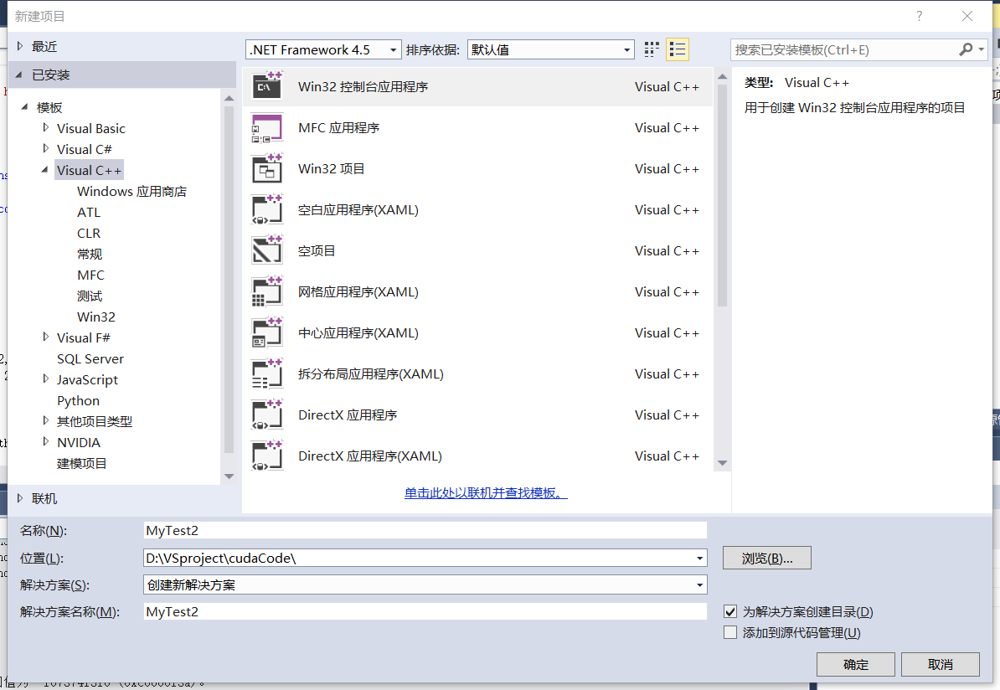 新建项目
?
最近
已安装
模板
Visual Basic
Visual C#
Visual C++
Windows 应用商店
ATL
CLR
常规
MFC
测试
Win32
Visual F#
SQL Server
JavaScript
Python
其他项目类型
NVIDIA
建模项目
联机
.NET Framework 4.5
排序依据:
默认值
搜索已安装模板(Ctrl+E)
Win32 控制台应用程序 Visual C++
MFC 应用程序 Visual C++
Win32 项目 Visual C++
空白应用程序(XAML) Visual C++
空项目 Visual C++
网格应用程序(XAML) Visual C++
中心应用程序(XAML) Visual C++
拆分布局应用程序(XAML) Visual C++
DirectX 应用程序 Visual C++
DirectX 应用程序(XAML) Visual C++
单击此处以联机并查找模板。
类型: Visual C++
用于创建 Win32 控制台应用程序的项目
名称(N): MyTest2
位置(L): D:\VSproject\cudaCode\
浏览(B)...
解决方案(S): 创建新解决方案
解决方案名称(M): MyTest2
为解决方案创建目录(D)
添加到源代码管理(U)
确定
取消